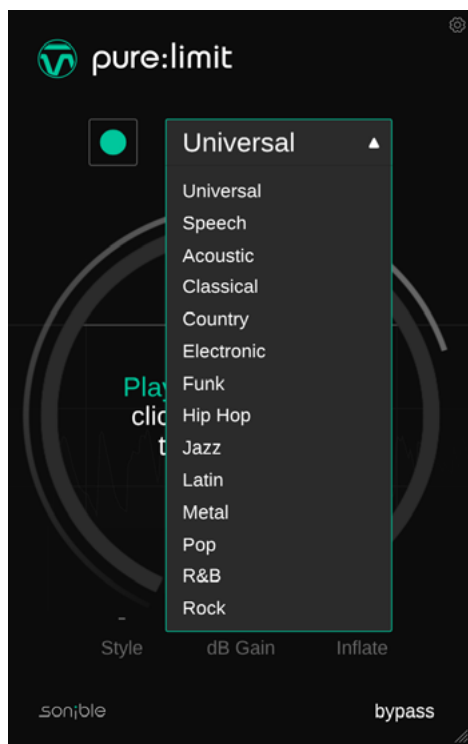 pure:limit
Universal
Universal
Speech
Acoustic
Classical
Country
Electronic
Funk
Hip Hop
Jazz
Latin
Metal
Pop
R&B
Rock
-
Style dB Gain Inflate
sonible bypass